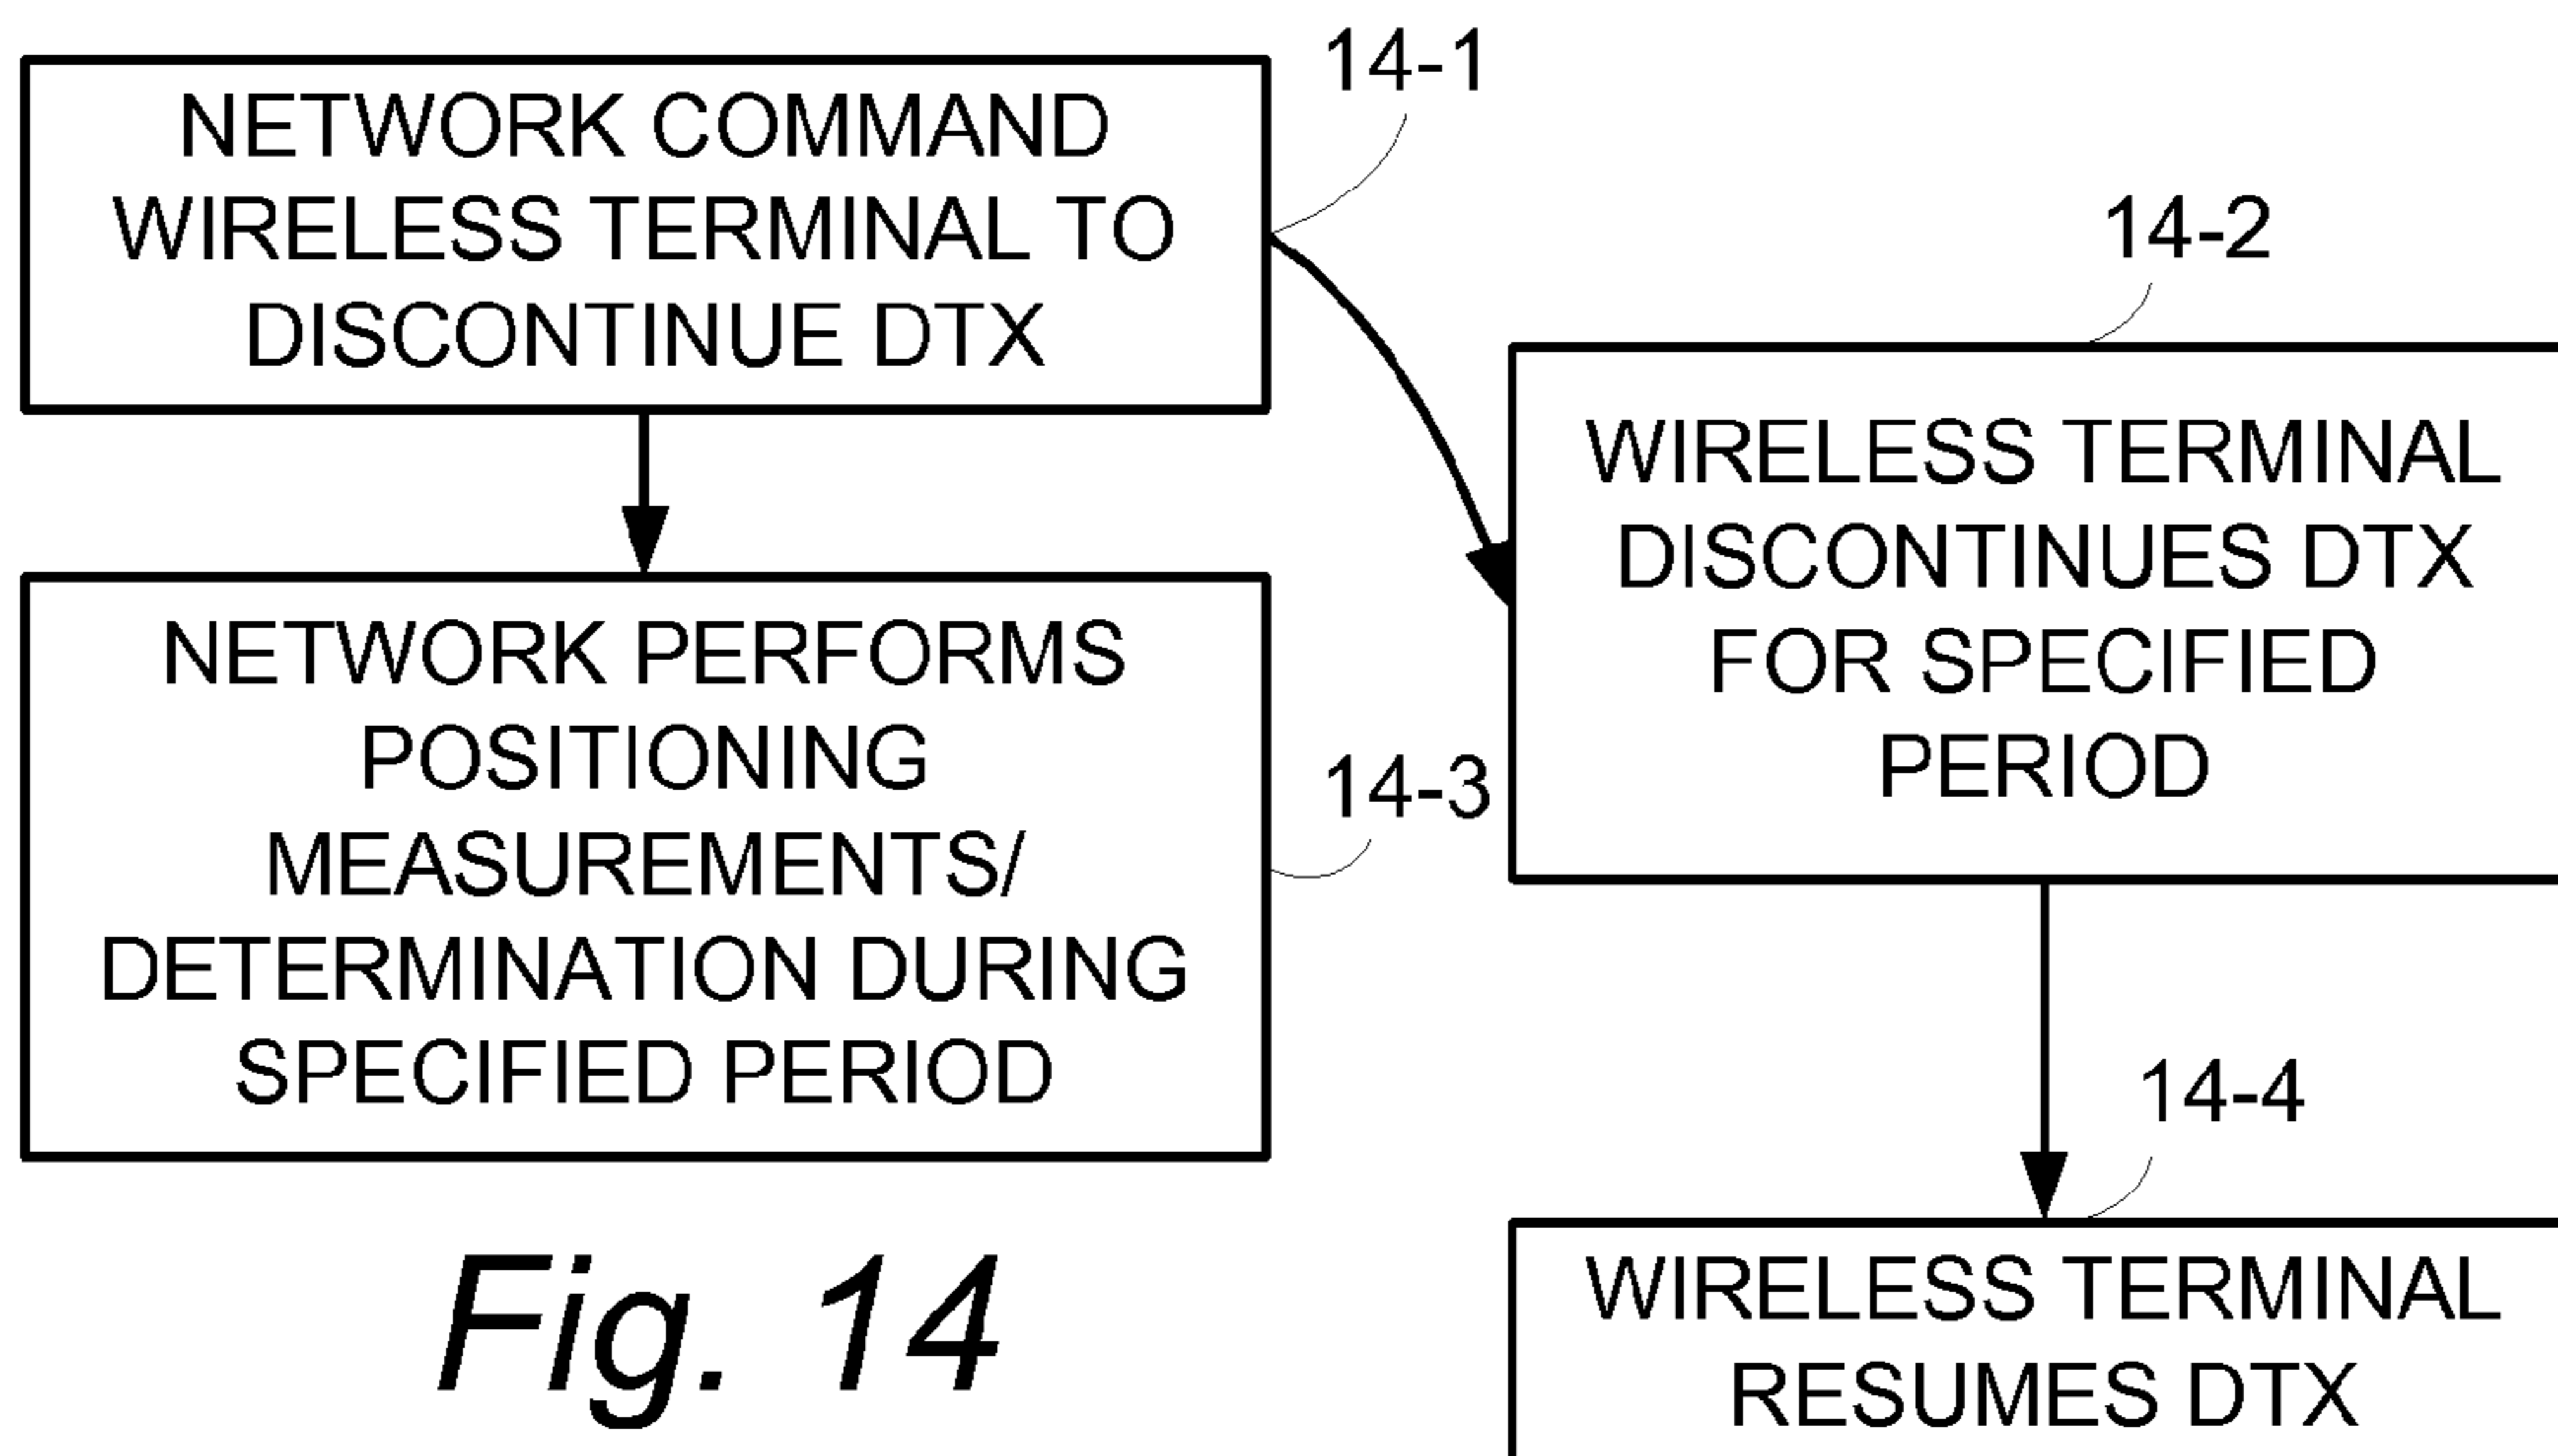 14-1
NETWORK COMMAND
WIRELESS TERMINAL TO
DISCONTINUE DTX
14-2
WIRELESS TERMINAL
DISCONTINUES DTX
FOR SPECIFIED
PERIOD
NETWORK PERFORMS
POSITIONING
MEASUREMENTS/
DETERMINATION DURING
SPECIFIED PERIOD
14-3
14-4
WIRELESS TERMINAL
RESUMES DTX
Fig. 14